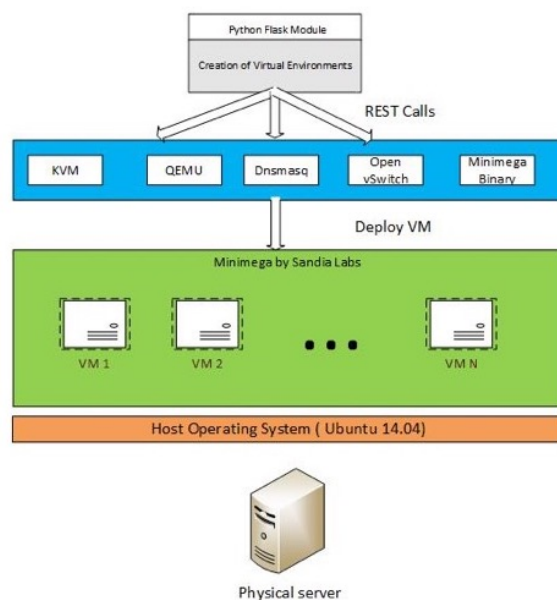 Python Flask Module
Creation of Virtual Environments
REST Calls
KVM
QEMU
Dnsmasq
Open
vSwitch
Minimega
Binary
Deploy VM
Minimega by Sandia Labs
VM 1
VM 2
VM N
Host Operating System ( Ubuntu 14.04)
Physical server